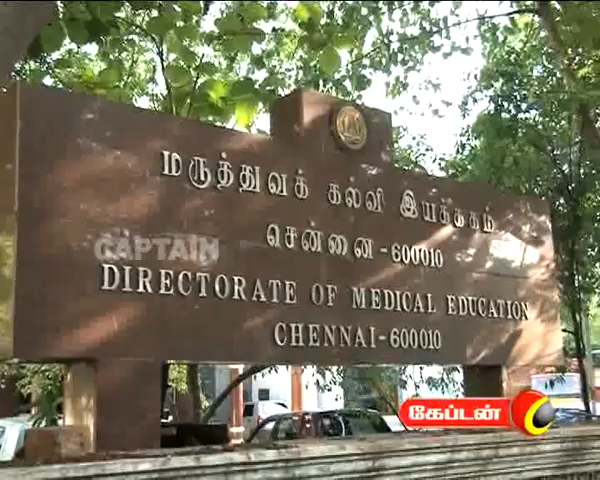 மருத்துவக் கல்வி இயக்ககம்
சென்னை-600010
CAPTAIN
DIRECTORATE OF MEDICAL EDUCATION
CHENNAI-600010
கேப்டன்